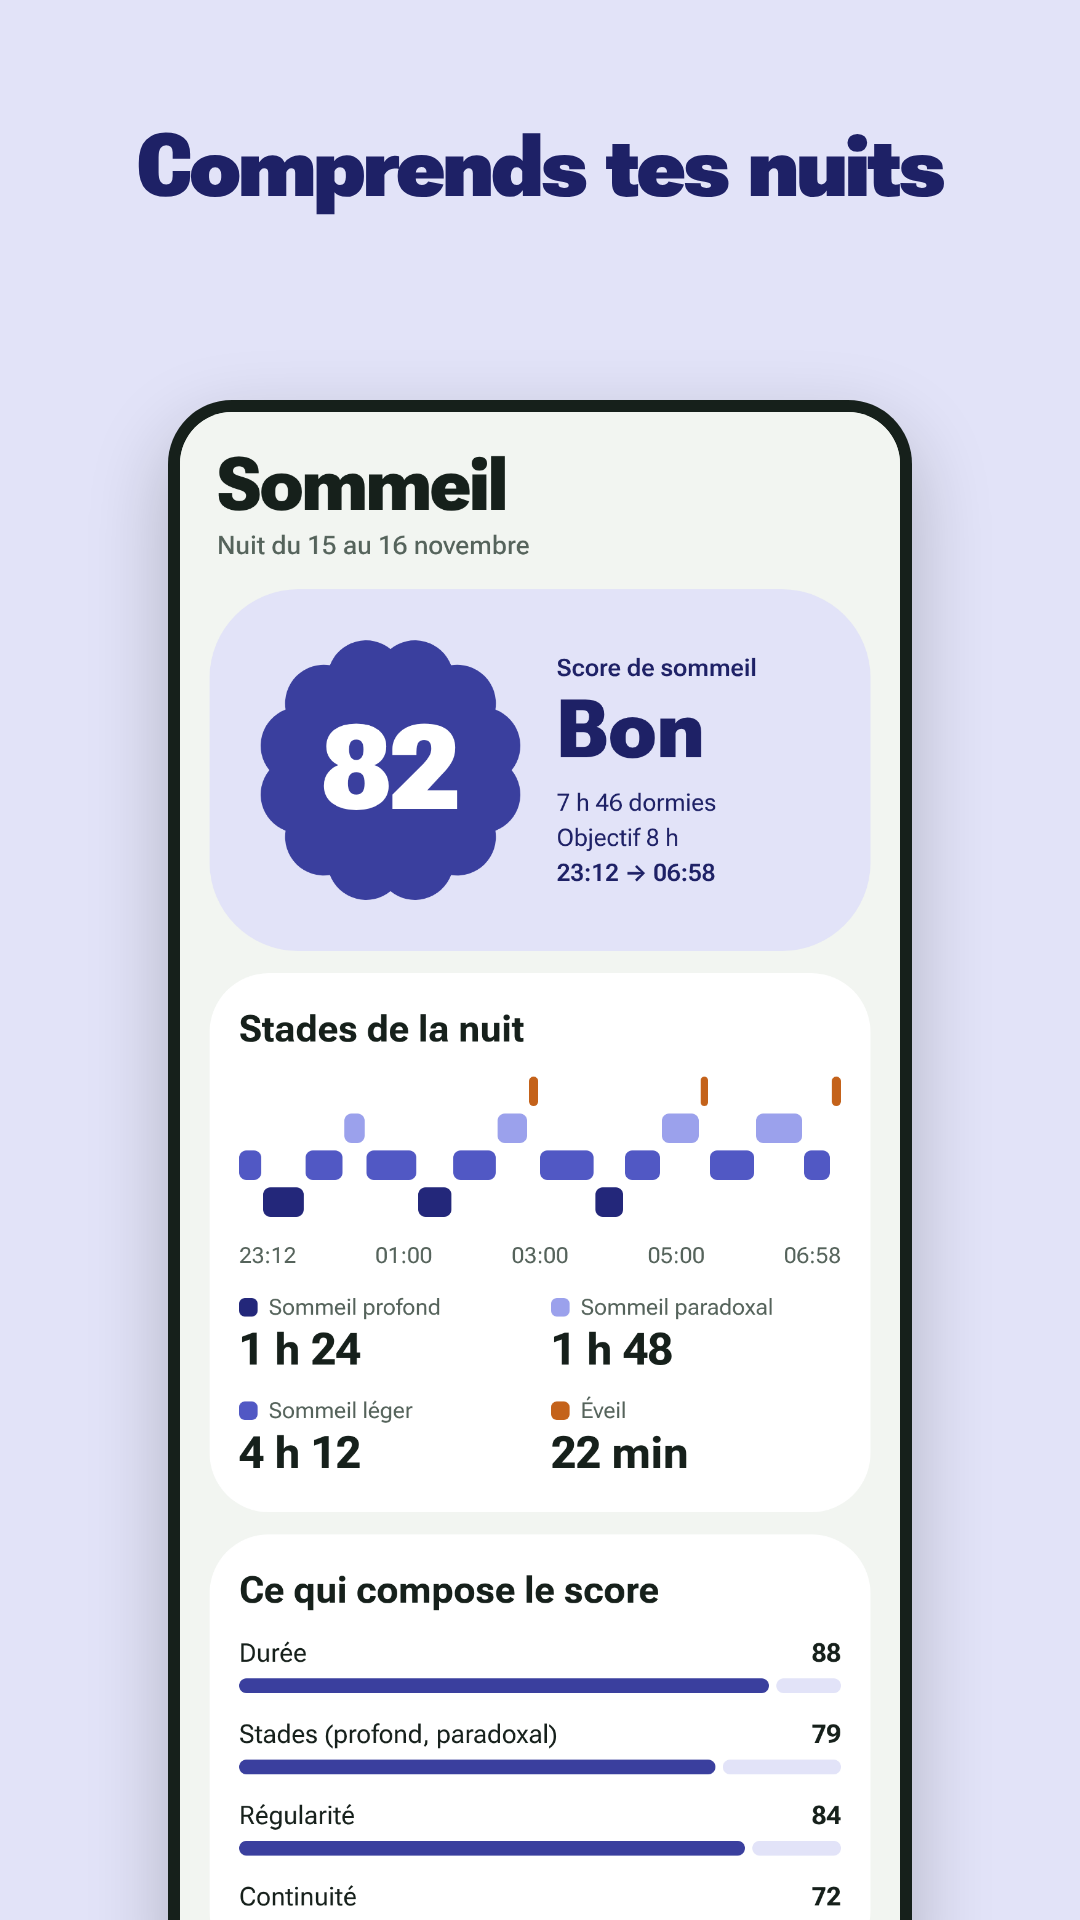 Comprends tes nuits
Sommeil
Nuit du 15 au 16 novembre
82
Score de sommeil
Bon
7 h 46 dormies
Objectif 8 h
23:12 → 06:58
Stades de la nuit
23:12 01:00 03:00 05:00 06:58
Sommeil profond
1 h 24
Sommeil paradoxal
1 h 48
Sommeil léger
4 h 12
Éveil
22 min
Ce qui compose le score
Durée 88
Stades (profond, paradoxal) 79
Régularité 84
Continuité 72